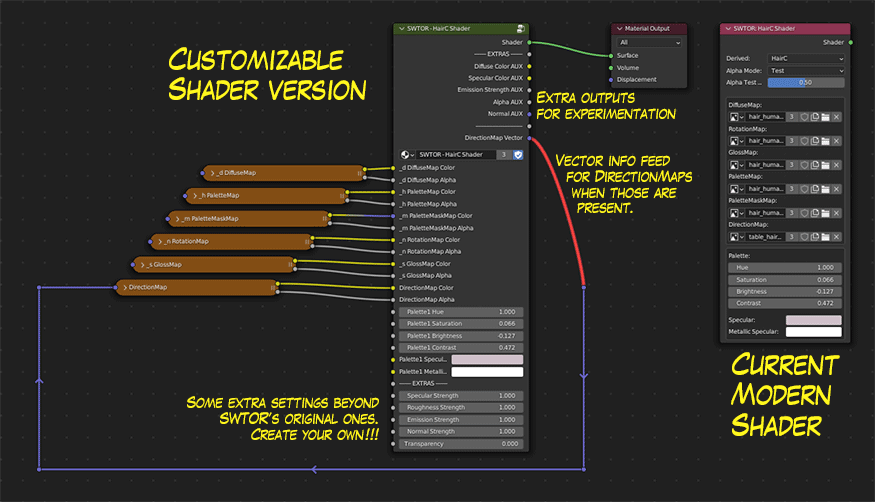 Customizable
Shader version
SWTOR - HairC Shader
Shader
EXTRAS
Diffuse Color AUX
Specular Color AUX
Emission Strength AUX
Alpha AUX
Normal AUX
DirectionMap Vector
SWTOR - HairC Shader
3
_d DiffuseMap Color
_d DiffuseMap Alpha
_h PaletteMap Color
_h PaletteMap Alpha
_m PaletteMaskMap Color
_m PaletteMaskMap Alpha
_n RotationMap Color
_n RotationMap Alpha
_s GlossMap Color
_s GlossMap Alpha
DirectionMap Color
DirectionMap Alpha
Palette1 Hue 1.000
Palette1 Saturation 0.066
Palette1 Brightness -0.127
Palette1 Contrast 0.472
Palette1 Specul...
Palette1 Metalli...
EXTRAS
Specular Strength 1.000
Roughness Strength 1.000
Emission Strength 1.000
Normal Strength 1.000
Transparency 0.000
_d DiffuseMap
_h PaletteMap
_m PaletteMaskMap
_n RotationMap
_s GlossMap
DirectionMap
Some extra settings beyond
SWTOR's original ones.
Create your own!!!
Material Output
All
Surface
Volume
Displacement
Extra outputs
for experimentation
Vector info feed
for DirectionMaps
when those are
present.
SWTOR: HairC Shader
Shader
Derived: HairC
Alpha Mode: Test
Alpha Test ... 0.50
DiffuseMap:
hair_huma... 3
RotationMap:
hair_huma... 3
GlossMap:
hair_huma... 3
PaletteMap:
hair_huma... 3
PaletteMaskMap:
hair_huma... 3
DirectionMap:
table_hair... 3
Palette:
Hue 1.000
Saturation 0.066
Brightness -0.127
Contrast 0.472
Specular:
Metallic Specular:
Current
Modern
Shader